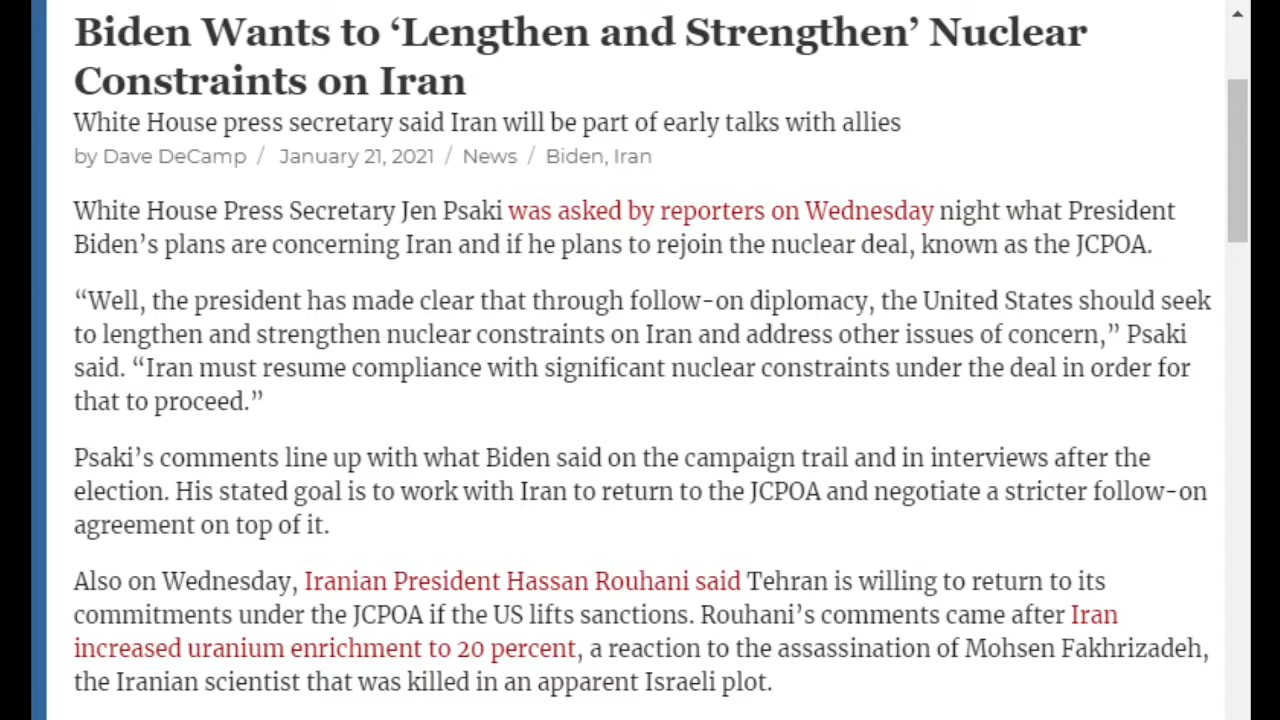 Biden Wants to ‘Lengthen and Strengthen’ Nuclear
Constraints on Iran
White House press secretary said Iran will be part of early talks with allies
by Dave DeCamp / January 21, 2021 / News / Biden, Iran
White House Press Secretary Jen Psaki was asked by reporters on Wednesday night what President
Biden’s plans are concerning Iran and if he plans to rejoin the nuclear deal, known as the JCPOA.
“Well, the president has made clear that through follow-on diplomacy, the United States should seek
to lengthen and strengthen nuclear constraints on Iran and address other issues of concern,” Psaki
said. “Iran must resume compliance with significant nuclear constraints under the deal in order for
that to proceed.”
Psaki’s comments line up with what Biden said on the campaign trail and in interviews after the
election. His stated goal is to work with Iran to return to the JCPOA and negotiate a stricter follow-on
agreement on top of it.
Also on Wednesday, Iranian President Hassan Rouhani said Tehran is willing to return to its
commitments under the JCPOA if the US lifts sanctions. Rouhani’s comments came after Iran
increased uranium enrichment to 20 percent, a reaction to the assassination of Mohsen Fakhrizadeh,
the Iranian scientist that was killed in an apparent Israeli plot.